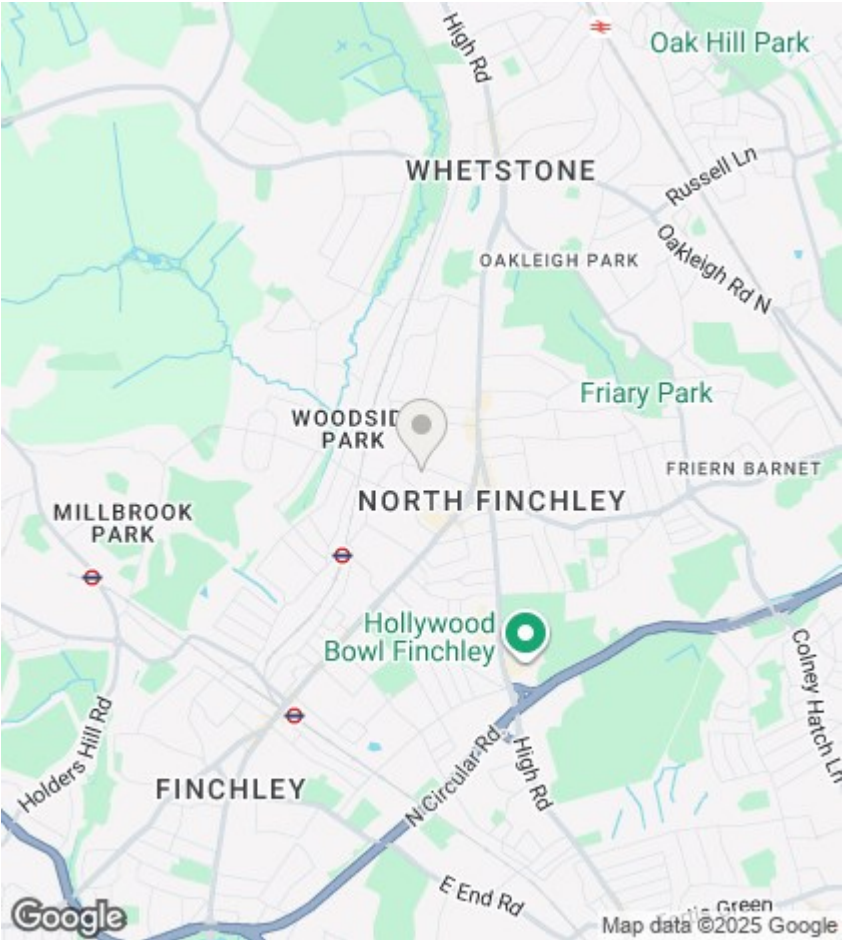 High Rd
Oak Hill Park
WHETSTONE
Russell Ln
OAKLEIGH PARK
Oakleigh Rd N
Friary Park
WOODSID
PARK
FRIERN BARNET
NORTH FINCHLEY
MILLBROOK
PARK
Hollywood
Bowl Finchley
Colney Hatch Ln
Holders Hill Rd
N Circular Rd
High Rd
FINCHLEY
E End Rd
Green
Google
Map data ©2025 Google